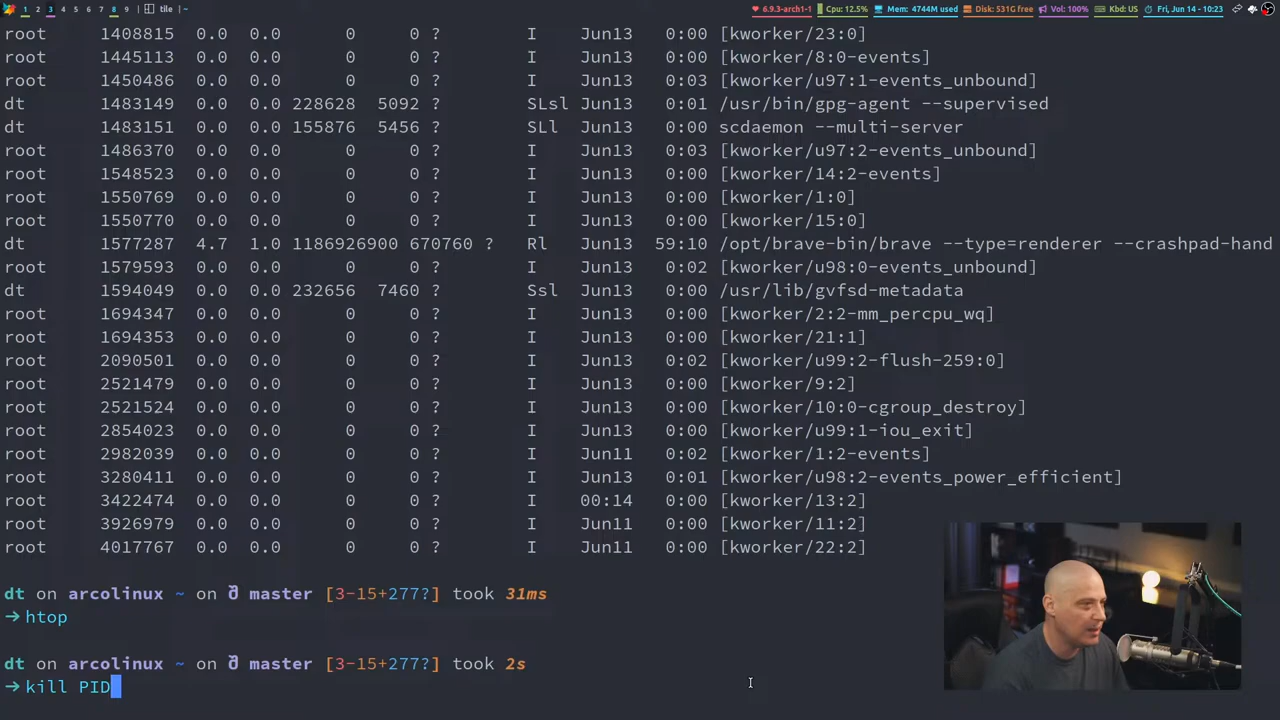 1 2 3 4 5 6 7 8 9 tile ~ 6.9.3-arch1-1 Cpu: 12.5% Mem: 4744M used Disk: 531G free Vol: 100% Kbd: US Fri, Jun 14 - 10:23
root 1408815 0.0 0.0 0 0 ? I Jun13 0:00 [kworker/23:0]
root 1445113 0.0 0.0 0 0 ? I Jun13 0:00 [kworker/8:0-events]
root 1450486 0.0 0.0 0 0 ? I Jun13 0:03 [kworker/u97:1-events_unbound]
dt 1483149 0.0 0.0 228628 5092 ? SLsl Jun13 0:01 /usr/bin/gpg-agent --supervised
dt 1483151 0.0 0.0 155876 5456 ? SLl Jun13 0:00 scdaemon --multi-server
root 1486370 0.0 0.0 0 0 ? I Jun13 0:03 [kworker/u97:2-events_unbound]
root 1548523 0.0 0.0 0 0 ? I Jun13 0:00 [kworker/14:2-events]
root 1550769 0.0 0.0 0 0 ? I Jun13 0:00 [kworker/1:0]
root 1550770 0.0 0.0 0 0 ? I Jun13 0:00 [kworker/15:0]
dt 1577287 4.7 1.0 1186926900 670760 ? Rl Jun13 59:10 /opt/brave-bin/brave --type=renderer --crashpad-hand
root 1579593 0.0 0.0 0 0 ? I Jun13 0:02 [kworker/u98:0-events_unbound]
dt 1594049 0.0 0.0 232656 7460 ? Ssl Jun13 0:00 /usr/lib/gvfsd-metadata
root 1694347 0.0 0.0 0 0 ? I Jun13 0:00 [kworker/2:2-mm_percpu_wq]
root 1694353 0.0 0.0 0 0 ? I Jun13 0:00 [kworker/21:1]
root 2090501 0.0 0.0 0 0 ? I Jun13 0:02 [kworker/u99:2-flush-259:0]
root 2521479 0.0 0.0 0 0 ? I Jun13 0:00 [kworker/9:2]
root 2521524 0.0 0.0 0 0 ? I Jun13 0:00 [kworker/10:0-cgroup_destroy]
root 2854023 0.0 0.0 0 0 ? I Jun13 0:00 [kworker/u99:1-iou_exit]
root 2982039 0.0 0.0 0 0 ? I Jun11 0:02 [kworker/1:2-events]
root 3280411 0.0 0.0 0 0 ? I Jun13 0:01 [kworker/u98:2-events_power_efficient]
root 3422474 0.0 0.0 0 0 ? I 00:14 0:00 [kworker/13:2]
root 3926979 0.0 0.0 0 0 ? I Jun11 0:00 [kworker/11:2]
root 4017767 0.0 0.0 0 0 ? I Jun11 0:00 [kworker/22:2]
dt on arcolinux ~ on master [3-15+277?] took 31ms
→ htop
dt on arcolinux ~ on master [3-15+277?] took 2s
→ kill PID